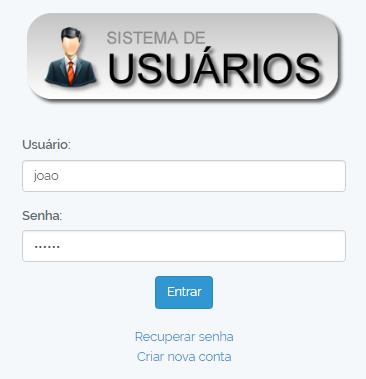 SISTEMA DE
USUÁRIOS
Usuário:
joao
Senha:
••••••
Entrar
Recuperar senha
Criar nova conta